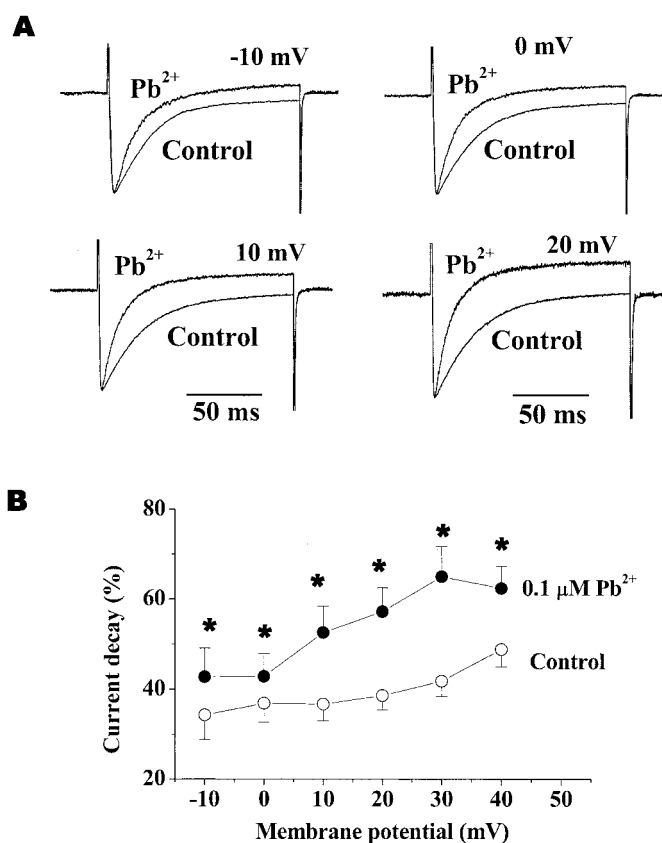 A
-10 mV
Pb²⁺
Control
0 mV
Pb²⁺
Control
10 mV
Pb²⁺
Control
50 ms
20 mV
Pb²⁺
Control
50 ms
B
Current decay (%)
80
60
40
20
* * * * * *
0.1 µM Pb²⁺
Control
-10 0 10 20 30 40 50
Membrane potential (mV)